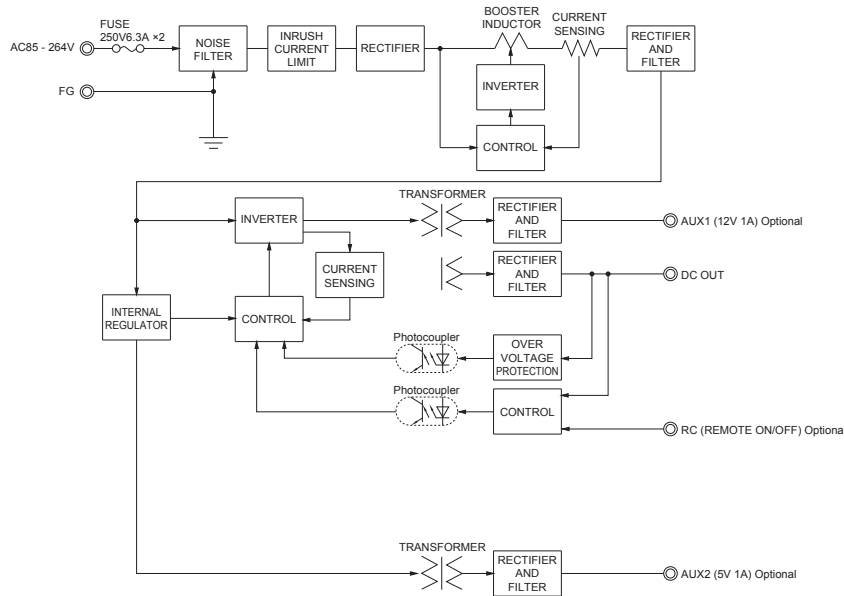 FUSE
250V6.3A ×2
AC85 - 264V
NOISE
FILTER
INRUSH
CURRENT
LIMIT
RECTIFIER
BOOSTER
INDUCTOR
CURRENT
SENSING
RECTIFIER
AND
FILTER
FG
INVERTER
CONTROL
TRANSFORMER
INVERTER
RECTIFIER
AND
FILTER
AUX1 (12V 1A) Optional
CURRENT
SENSING
RECTIFIER
AND
FILTER
DC OUT
INTERNAL
REGULATOR
CONTROL
Photocoupler
OVER
VOLTAGE
PROTECTION
Photocoupler
CONTROL
RC (REMOTE ON/OFF) Optiona
TRANSFORMER
RECTIFIER
AND
FILTER
AUX2 (5V 1A) Optional